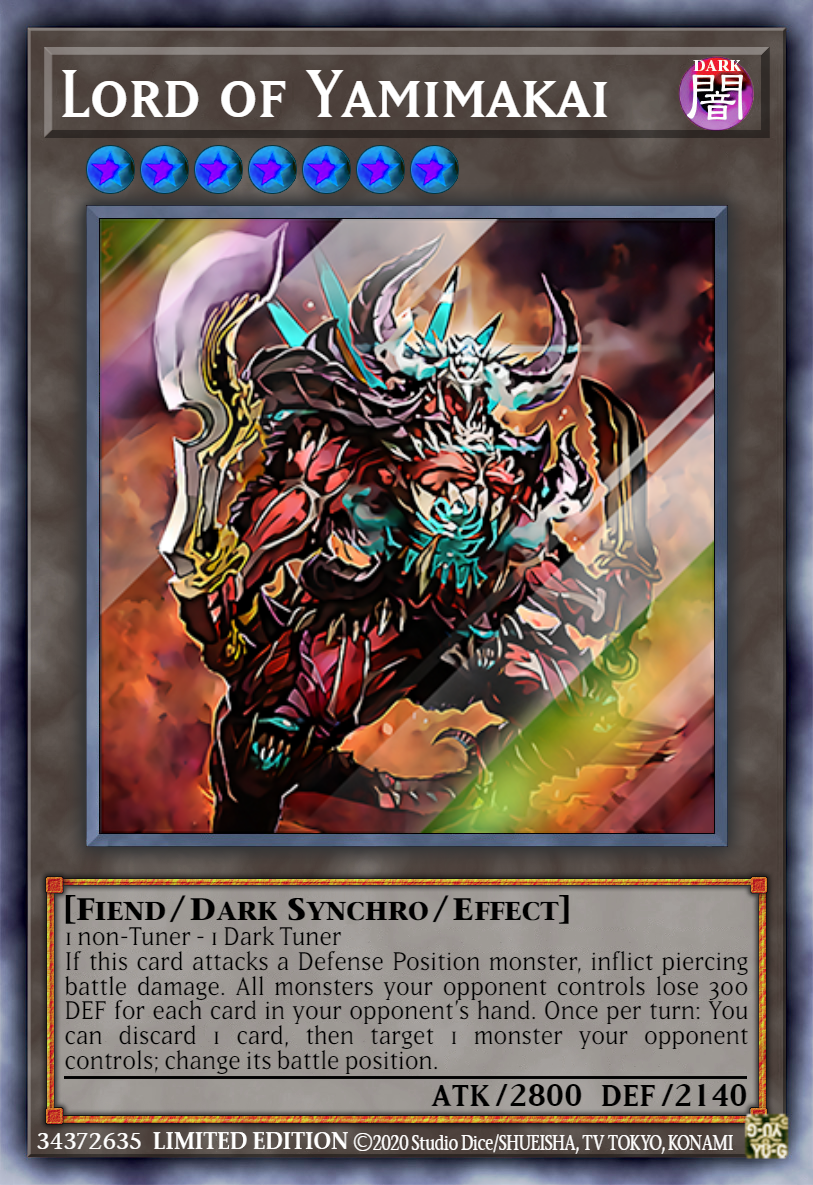 LORD OF YAMIMAKAI
DARK
闇
[FIEND/DARK SYNCHRO/EFFECT]
1 non-Tuner - 1 Dark Tuner
If this card attacks a Defense Position monster, inflict piercing
battle damage. All monsters your opponent controls lose 300
DEF for each card in your opponent's hand. Once per turn: You
can discard 1 card, then target 1 monster your opponent
controls; change its battle position.
ATK/2800 DEF/2140
34372635 LIMITED EDITION ©2020 Studio Dice/SHUEISHA, TV TOKYO, KONAMI